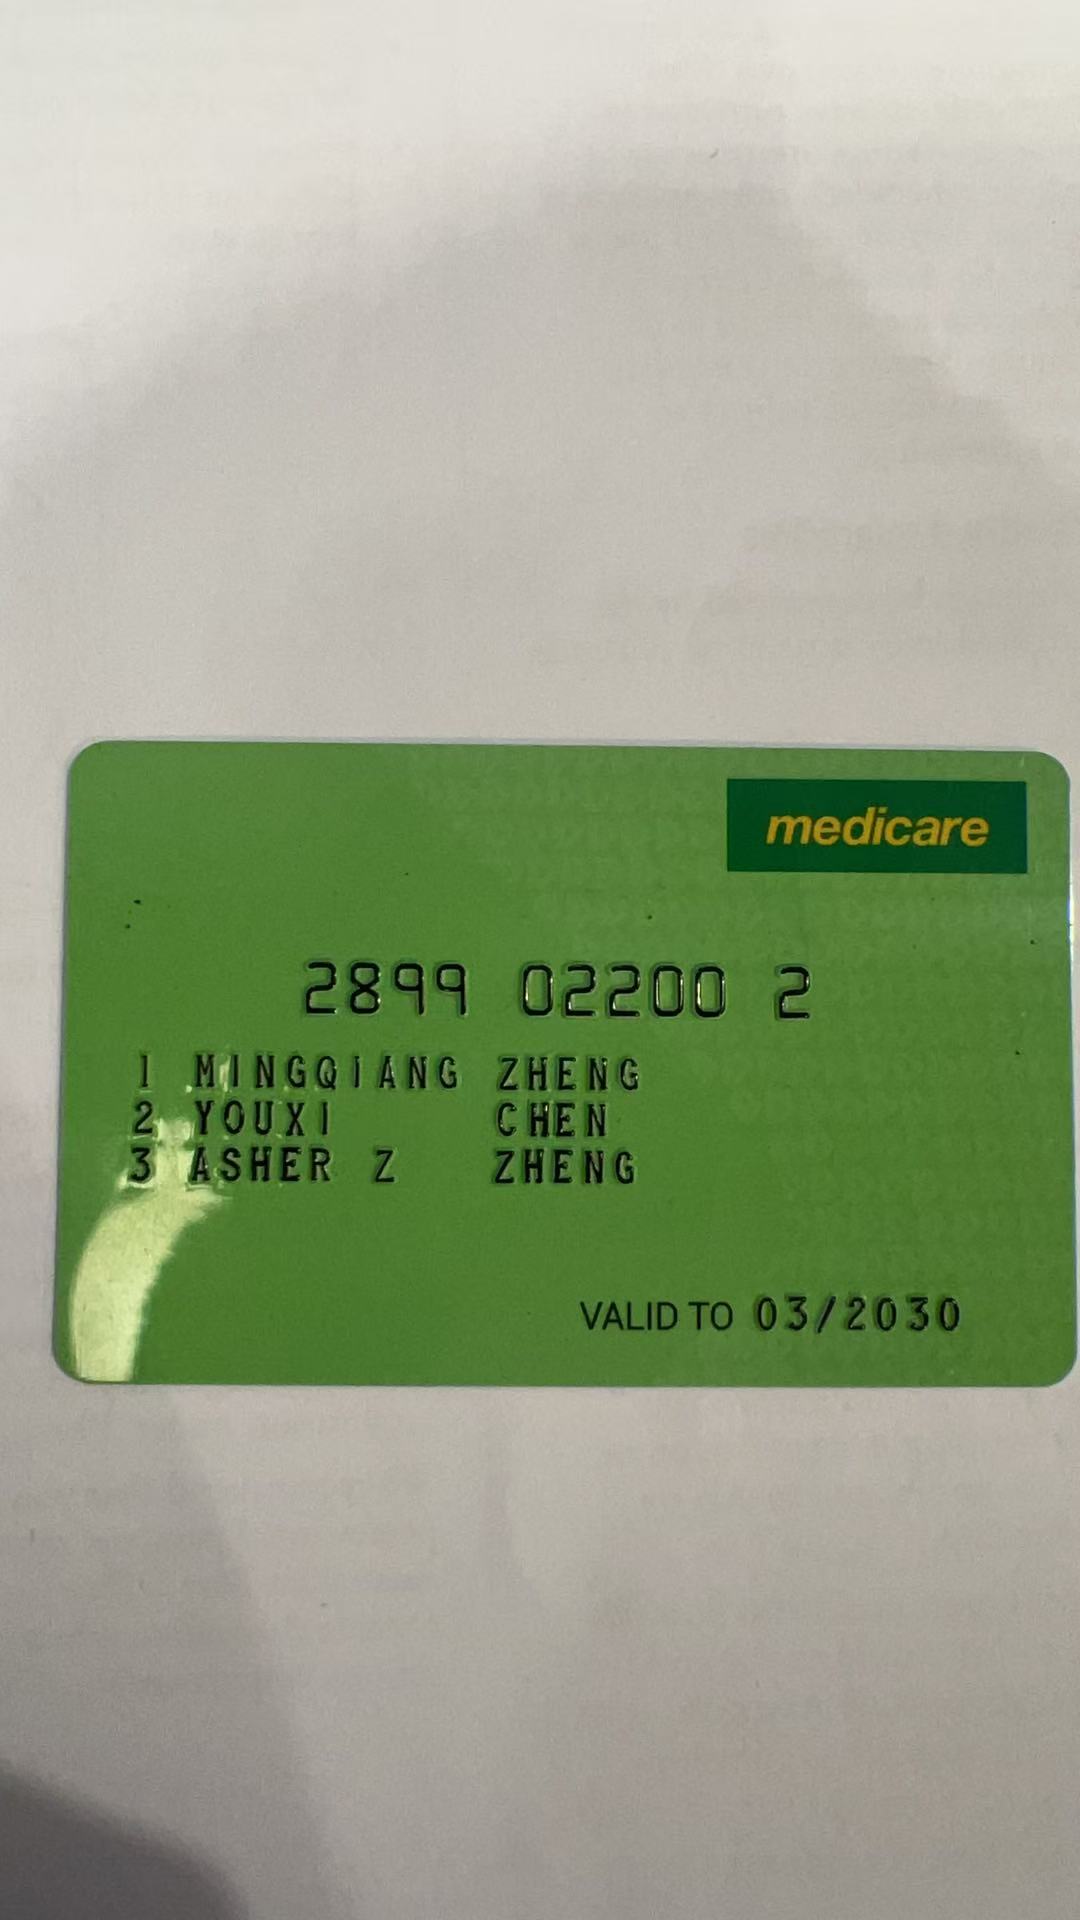 medicare
2899 02200 2
1 MINGQIANG ZHENG
2 YOUXI CHEN
3 ASHER Z ZHENG
VALID TO 03/2030